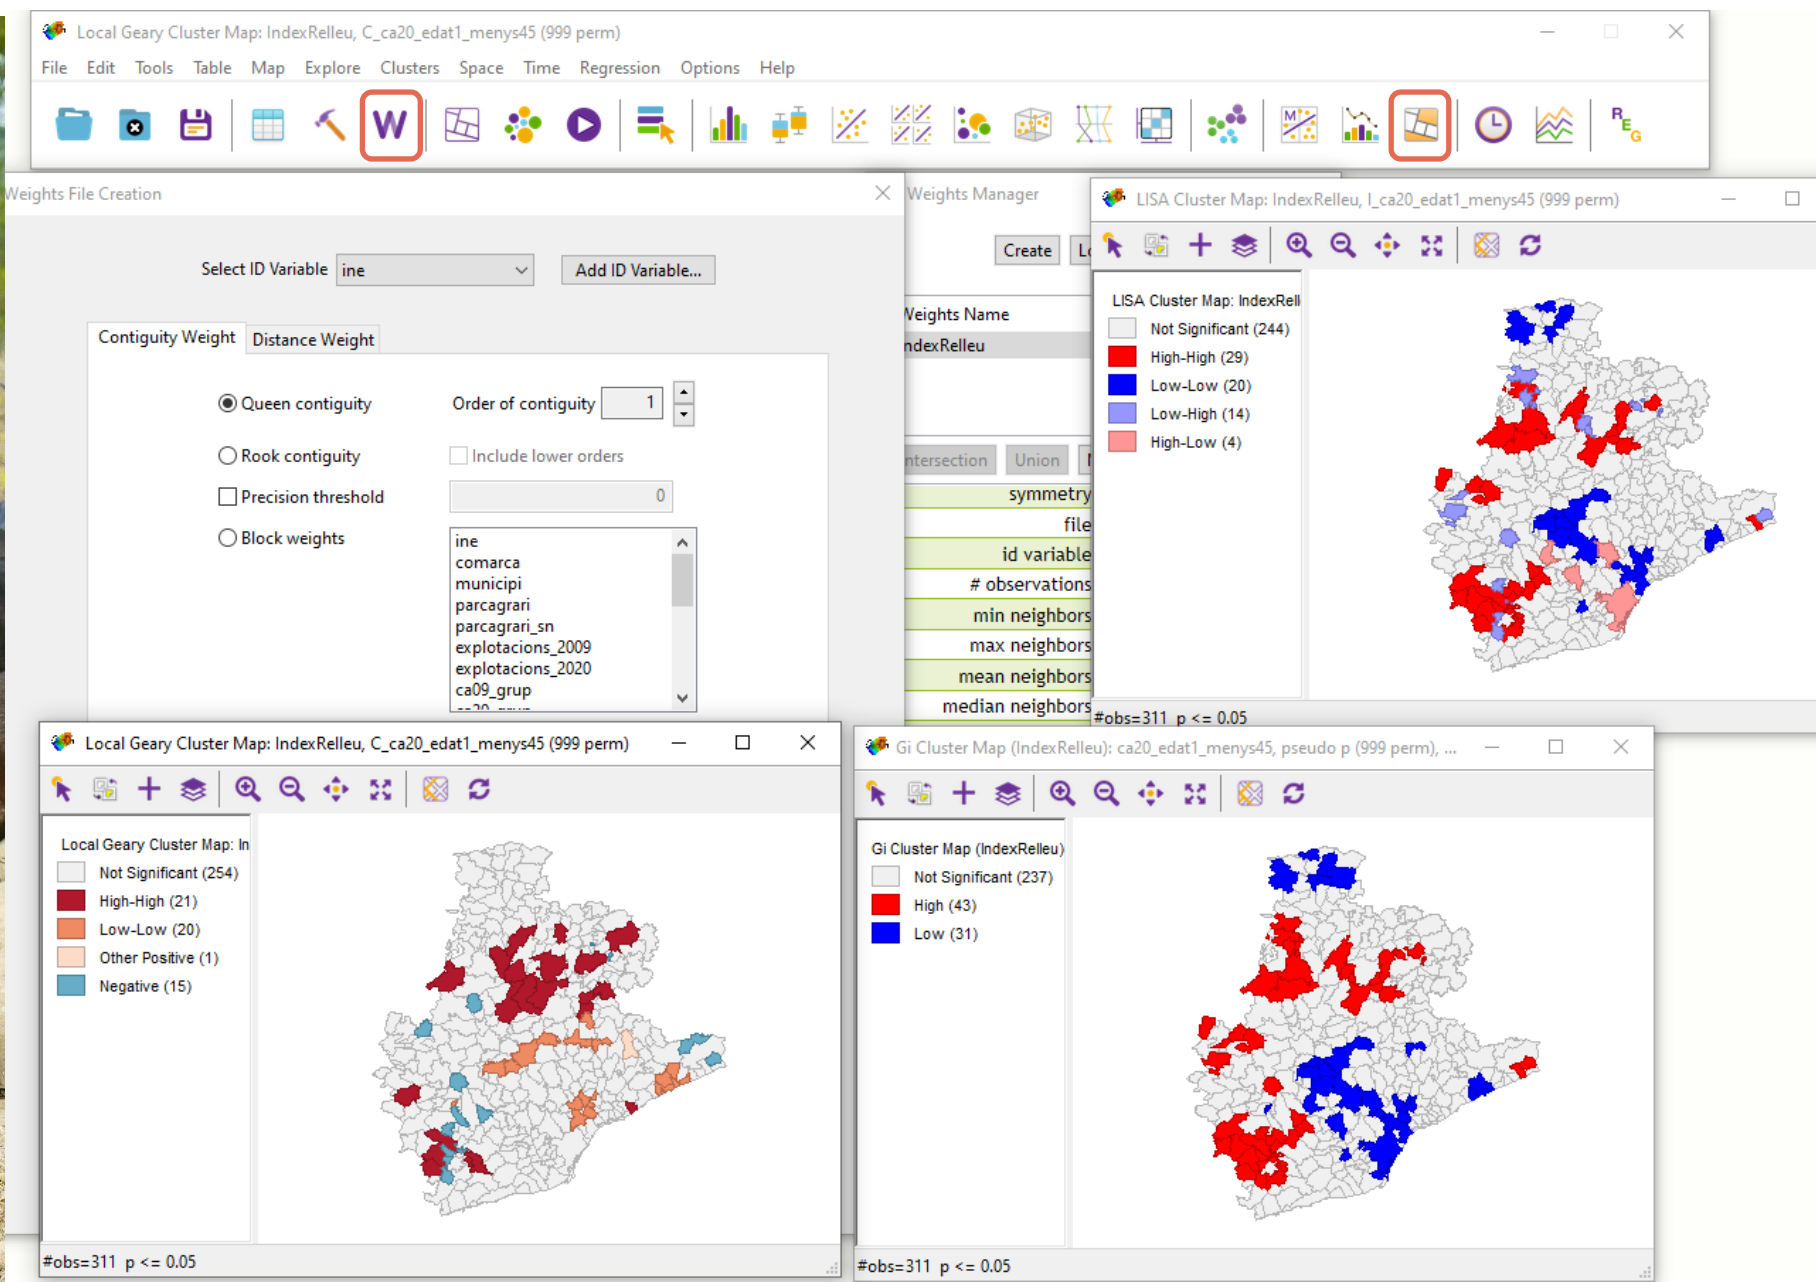 Local Geary Cluster Map: IndexRelleu, C_ca20_edat1_menys45 (999 perm)
File Edit Tools Table Map Explore Clusters Space Time Regression Options Help
W
REG
Weights File Creation
Select ID Variable ine Add ID Variable...
Contiguity Weight Distance Weight
Queen contiguity Order of contiguity 1
Rook contiguity Include lower orders
Precision threshold 0
Block weights
ine
comarca
municipi
parcagrari
parcagrari_sn
explotacions_2009
explotacions_2020
ca09_grup
Weights Manager
Create
Weights Name
ndexRelleu
ntersection Union
symmetry
file
id variable
# observations
min neighbors
max neighbors
mean neighbors
median neighbors
LISA Cluster Map: IndexRelleu, I_ca20_edat1_menys45 (999 perm)
LISA Cluster Map: IndexRell
Not Significant (244)
High-High (29)
Low-Low (20)
Low-High (14)
High-Low (4)
#obs=311 p <= 0.05
Local Geary Cluster Map: IndexRelleu, C_ca20_edat1_menys45 (999 perm)
Local Geary Cluster Map: In
Not Significant (254)
High-High (21)
Low-Low (20)
Other Positive (1)
Negative (15)
#obs=311 p <= 0.05
Gi Cluster Map (IndexRelleu): ca20_edat1_menys45, pseudo p (999 perm), ...
Gi Cluster Map (IndexRelleu)
Not Significant (237)
High (43)
Low (31)
#obs=311 p <= 0.05